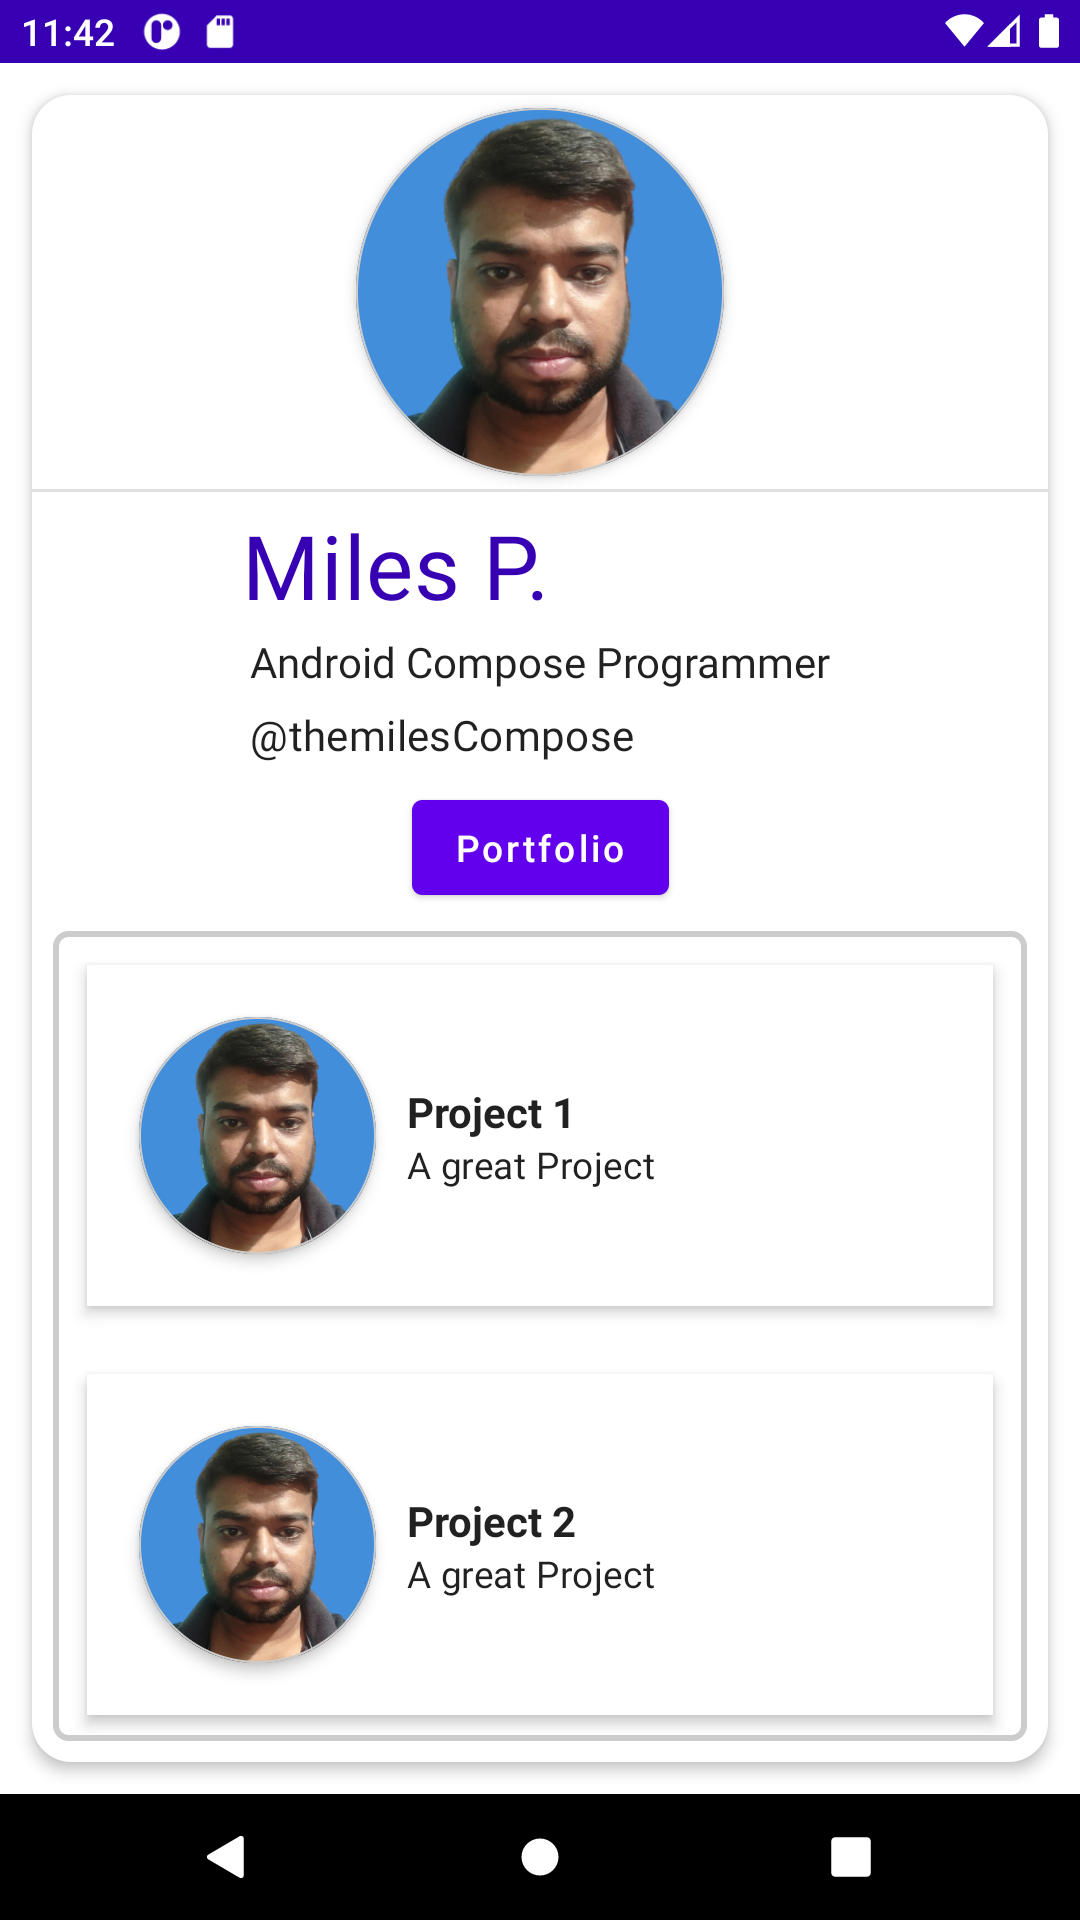 11:42
Miles P.
Android Compose Programmer
@themilesCompose
Portfolio
Project 1
A great Project
Project 2
A great Project